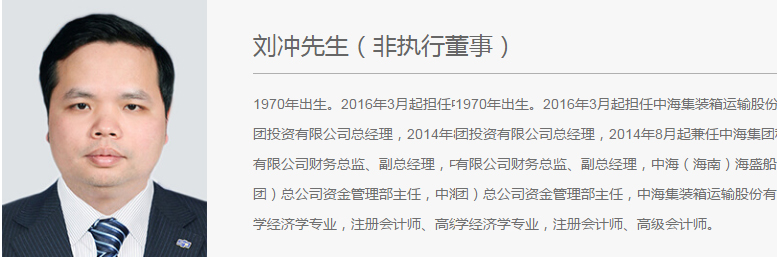 刘冲先生（非执行董事）
1970年出生。2016年3月起担任1970年出生。2016年3月起担任中海集装箱运输股份
团投资有限公司总经理，2014年团投资有限公司总经理，2014年8月起兼任中海集团
有限公司财务总监、副总经理，有限公司财务总监、副总经理，中海（海南）海盛船
团）总公司资金管理部主任，中海团）总公司资金管理部主任，中海集装箱运输股份有
学经济学专业，注册会计师、高级学经济学专业，注册会计师、高级会计师。